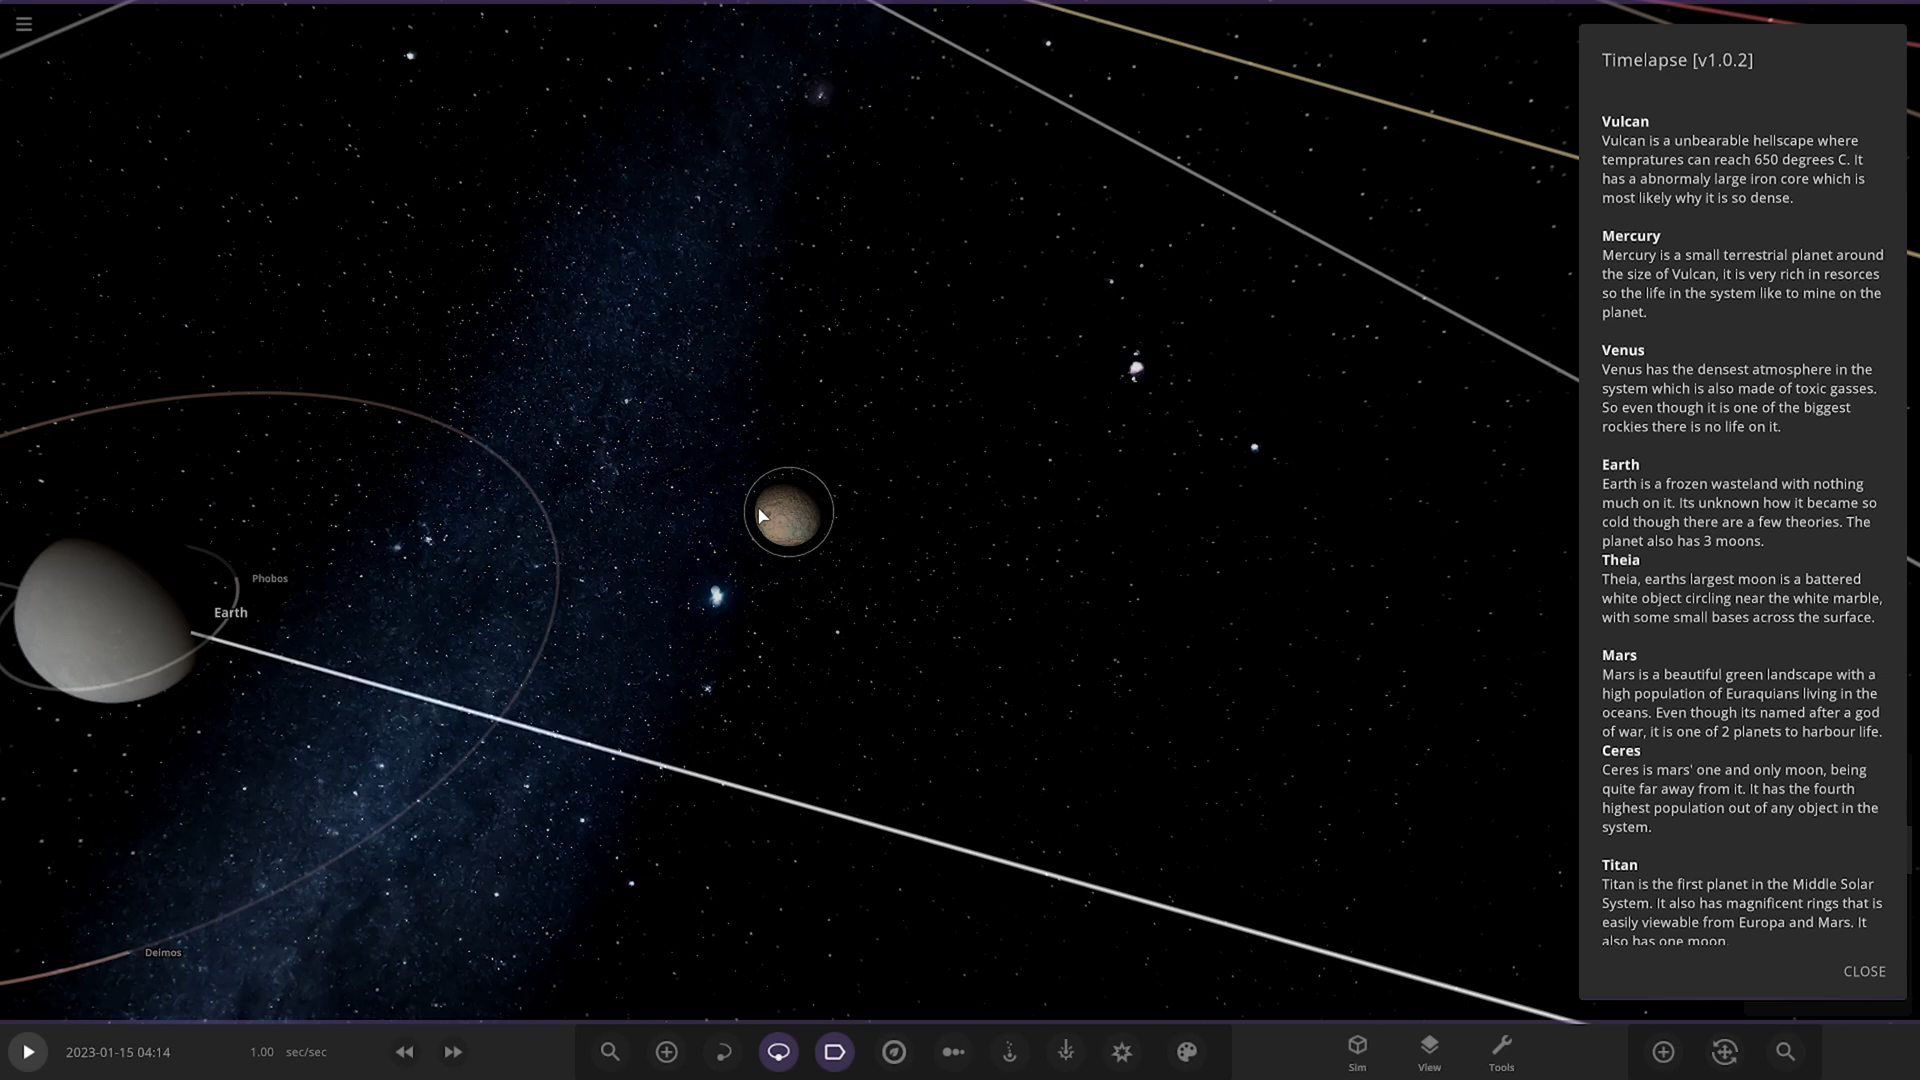 Timelapse [v1.0.2]
Vulcan
Vulcan is a unbearable hellscape where
tempratures can reach 650 degrees C. It
has a abnormaly large iron core which is
most likely why it is so dense.
Mercury
Mercury is a small terrestrial planet around
the size of Vulcan, it is very rich in resorces
so the life in the system like to mine on the
planet.
Venus
Venus has the densest atmosphere in the
system which is also made of toxic gasses.
So even though it is one of the biggest
rockies there is no life on it.
Earth
Earth is a frozen wasteland with nothing
much on it. Its unknown how it became so
cold though there are a few theories. The
planet also has 3 moons.
Theia
Theia, earths largest moon is a battered
white object circling near the white marble,
with some small bases across the surface.
Mars
Mars is a beautiful green landscape with a
high population of Euraquians living in the
oceans. Even though its named after a god
of war, it is one of 2 planets to harbour life.
Ceres
Ceres is mars' one and only moon, being
quite far away from it. It has the fourth
highest population out of any object in the
system.
Titan
Titan is the first planet in the Middle Solar
System. It also has magnificent rings that is
easily viewable from Europa and Mars. It
also has one moon.
CLOSE
Phobos
Earth
Deimos
2023-01-15 04:14
1.00 sec/sec
Sim
View
Tools